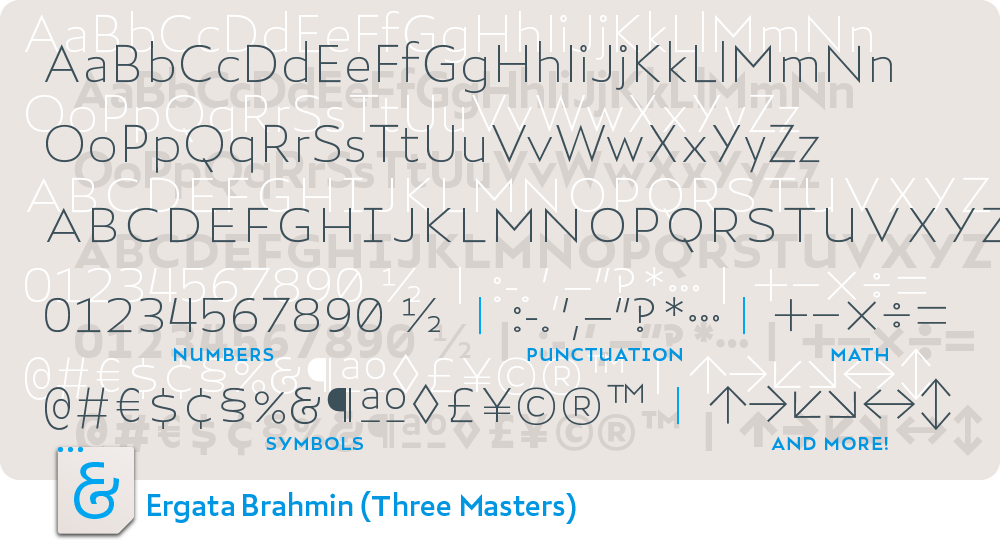 AaBbCcDdEeFfGgHhIiJjKkLlMmNn
OoPpQqRrSsTtUuVvWwXxYyZz
ABCDEFGHIJKLMNOPQRSTUVXYZ
01234567890 ½ | :-.‘,—“?*… | +−×÷=
NUMBERS PUNCTUATION MATH
@#€$¢§%&¶ªº◊£¥©®™ | ↑→↙↘↔↕
SYMBOLS AND MORE!
& Ergata Brahmin (Three Masters)